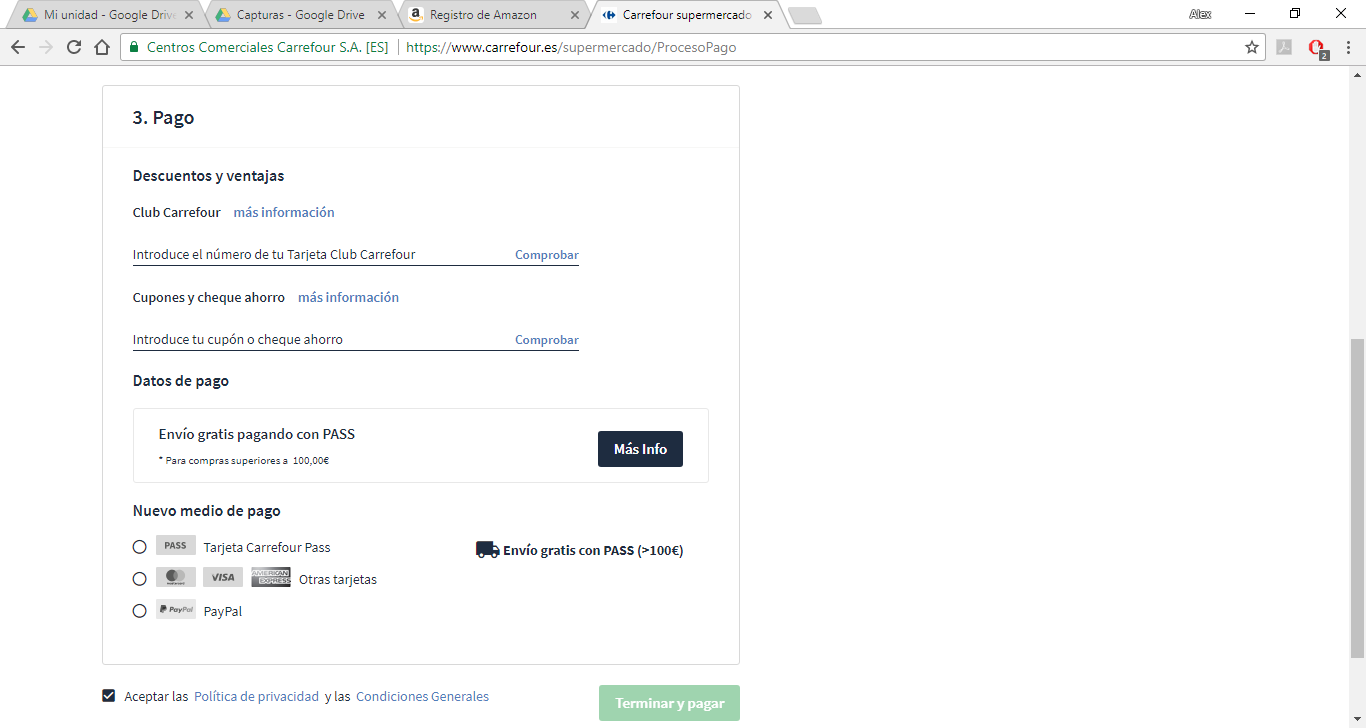 Mi unidad - Google Drive
Capturas - Google Drive
Registro de Amazon
Carrefour supermercado
Alex
Centros Comerciales Carrefour S.A. [ES]
https://www.carrefour.es/supermercado/ProcesoPago
2
3. Pago
Descuentos y ventajas
Club Carrefour más información
Introduce el número de tu Tarjeta Club Carrefour Comprobar
Cupones y cheque ahorro más información
Introduce tu cupón o cheque ahorro Comprobar
Datos de pago
Envío gratis pagando con PASS
* Para compras superiores a 100,00€
Más Info
Nuevo medio de pago
PASS Tarjeta Carrefour Pass
Envío gratis con PASS (>100€)
VISA AMERICAN EXPRESS Otras tarjetas
PayPal PayPal
Aceptar las Política de privacidad y las Condiciones Generales
Terminar y pagar